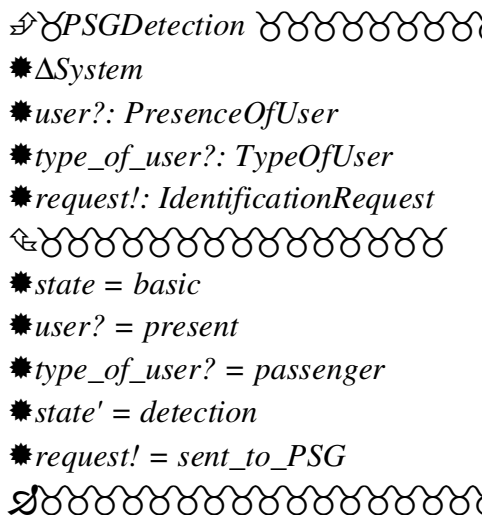 PSGDetection
ΔSystem
user?: PresenceOfUser
type_of_user?: TypeOfUser
request!: IdentificationRequest
state = basic
user? = present
type_of_user? = passenger
state' = detection
request! = sent_to_PSG